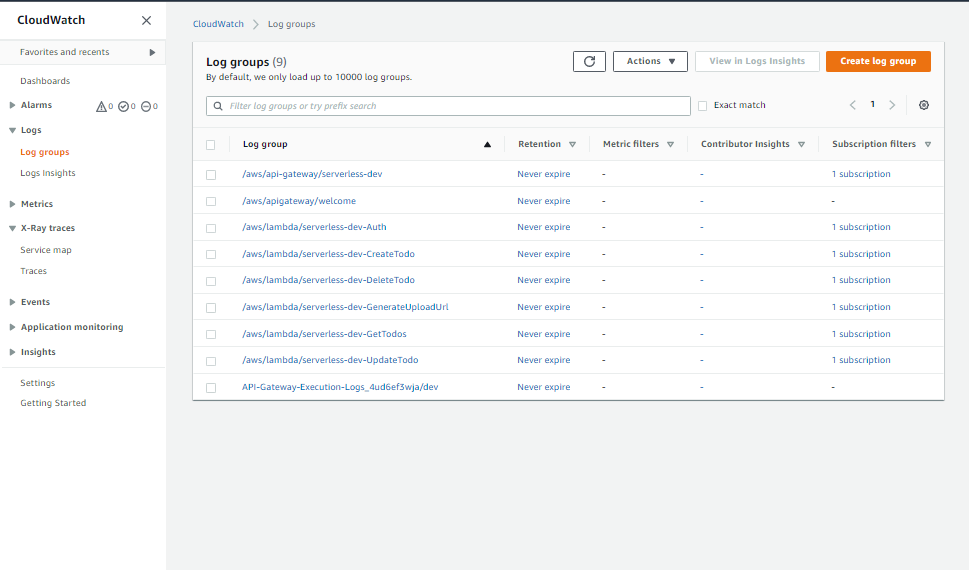 CloudWatch
Favorites and recents
Dashboards
Alarms 0 0 0
Logs
Log groups
Logs Insights
Metrics
X-Ray traces
Service map
Traces
Events
Application monitoring
Insights
Settings
Getting Started
CloudWatch Log groups
Log groups (9)
By default, we only load up to 10000 log groups.
Actions View in Logs Insights Create log group
Filter log groups or try prefix search Exact match 1
Log group Retention Metric filters Contributor Insights Subscription filters
/aws/api-gateway/serverless-dev Never expire - - 1 subscription
/aws/apigateway/welcome Never expire - - -
/aws/lambda/serverless-dev-Auth Never expire - - 1 subscription
/aws/lambda/serverless-dev-CreateTodo Never expire - - 1 subscription
/aws/lambda/serverless-dev-DeleteTodo Never expire - - 1 subscription
/aws/lambda/serverless-dev-GenerateUploadUrl Never expire - - 1 subscription
/aws/lambda/serverless-dev-GetTodos Never expire - - 1 subscription
/aws/lambda/serverless-dev-UpdateTodo Never expire - - 1 subscription
API-Gateway-Execution-Logs_4ud6ef3wja/dev Never expire - - -